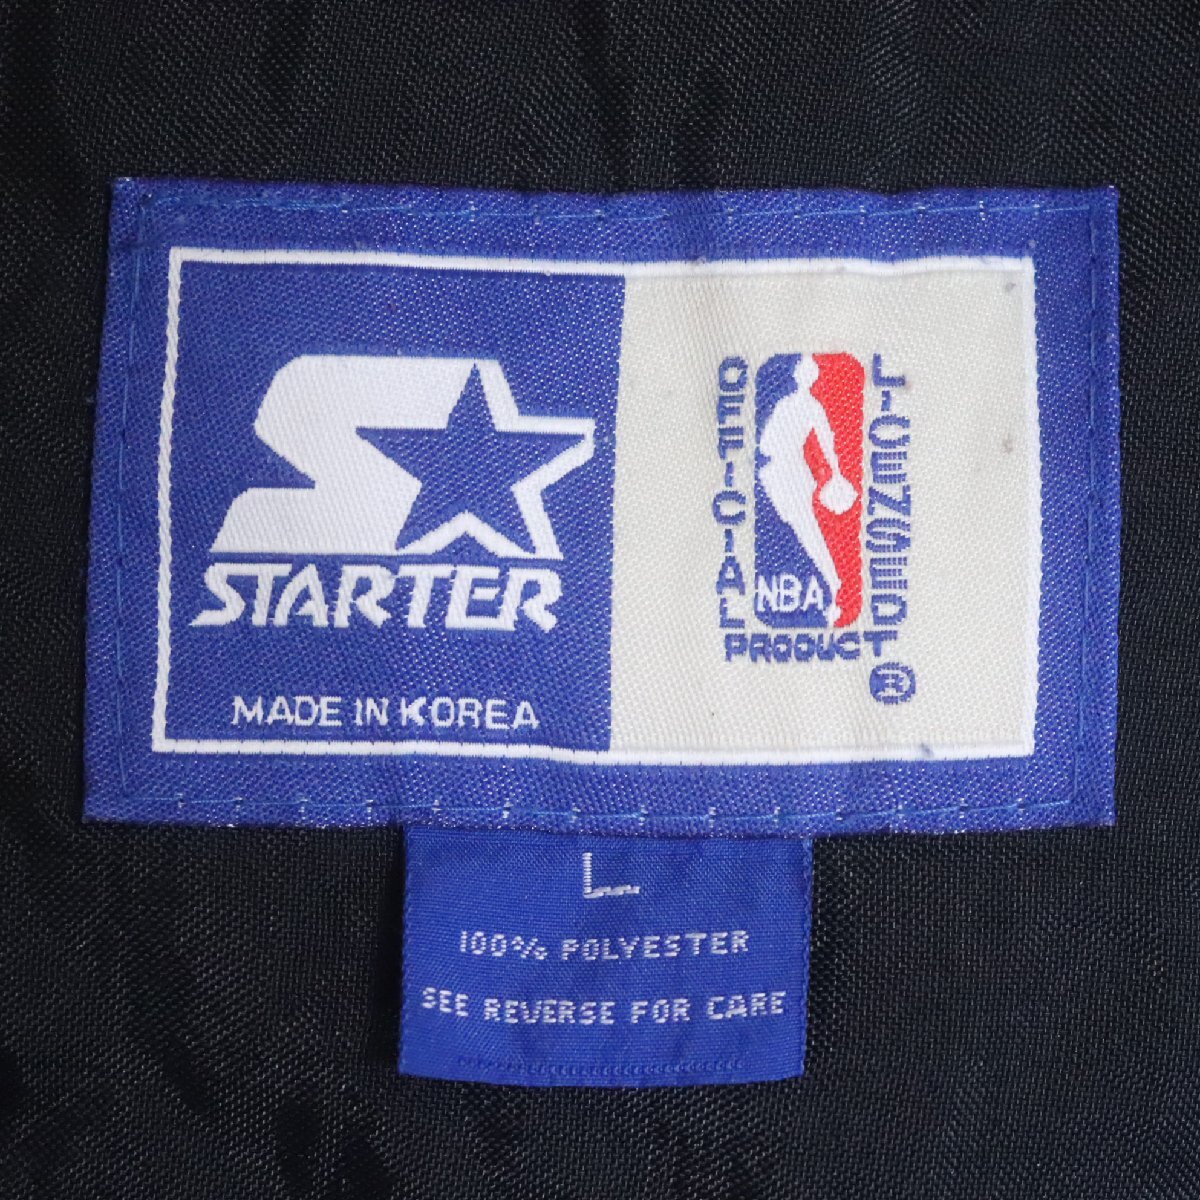 STARTER
MADE IN KOREA
OFFICIAL
LICENSED
NBA
PRODUCT
®
L
100% POLYESTER
SEE REVERSE FOR CARE